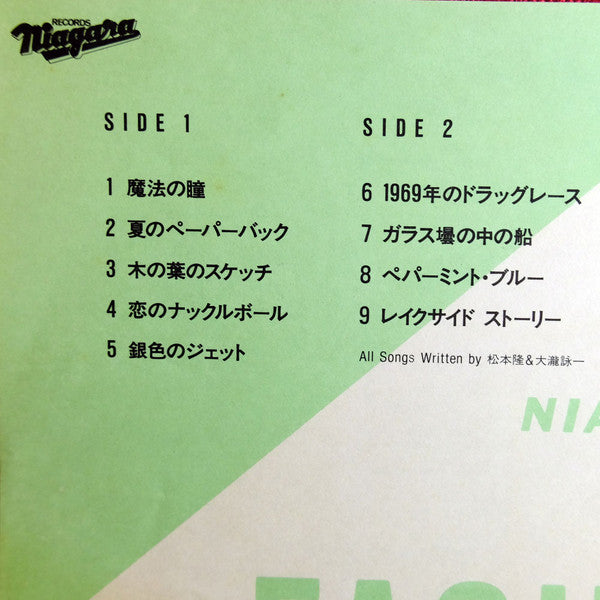 RECORDS
Niagara
SIDE 1
1 魔法の瞳
2 夏のペーパーバック
3 木の葉のスケッチ
4 恋のナックルボール
5 銀色のジェット
SIDE 2
6 1969年のドラッグレース
7 ガラス壜の中の船
8 ペパーミント・ブルー
9 レイクサイド ストーリー
All Songs Written by 松本隆&大瀧詠一
NIA
EACH